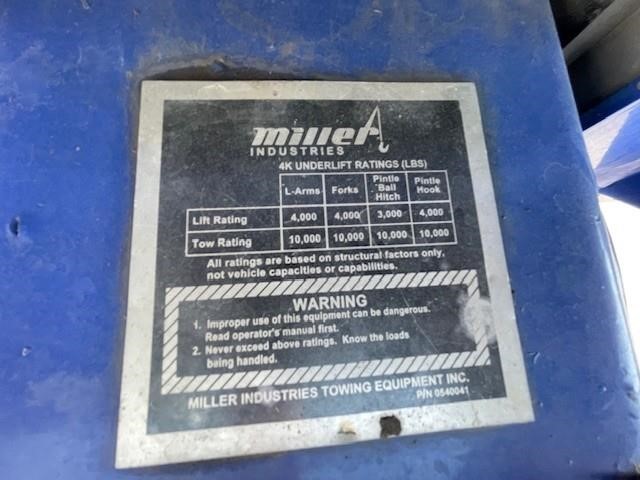 miller
INDUSTRIES
4K UNDERLIFT RATINGS (LBS)
L-Arms Forks Pintle Ball Hitch Pintle Hook
Lift Rating 4,000 4,000 3,000 4,000
Tow Rating 10,000 10,000 10,000 10,000
All ratings are based on structural factors only,
not vehicle capacities or capabilities.
WARNING
1. Improper use of this equipment can be dangerous.
Read operator's manual first.
2. Never exceed above ratings. Know the loads
being handled.
MILLER INDUSTRIES TOWING EQUIPMENT INC.
P/N 0540041